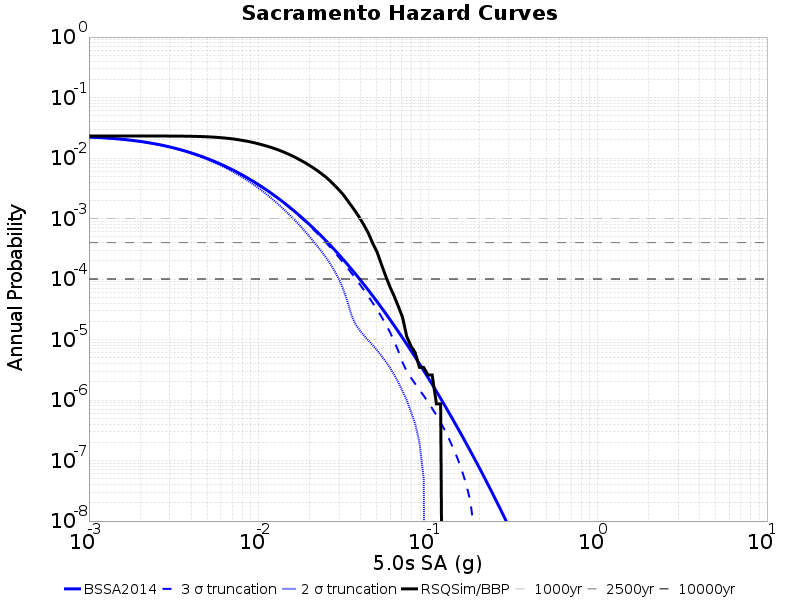 Sacramento Hazard Curves
Annual Probability
10^0
10^-1
10^-2
10^-3
10^-4
10^-5
10^-6
10^-7
10^-8
10^-3 10^-2 10^-1 10^0 10^1
5.0s SA (g)
BSSA2014 3 σ truncation 2 σ truncation RSQSim/BBP 1000yr 2500yr 10000yr